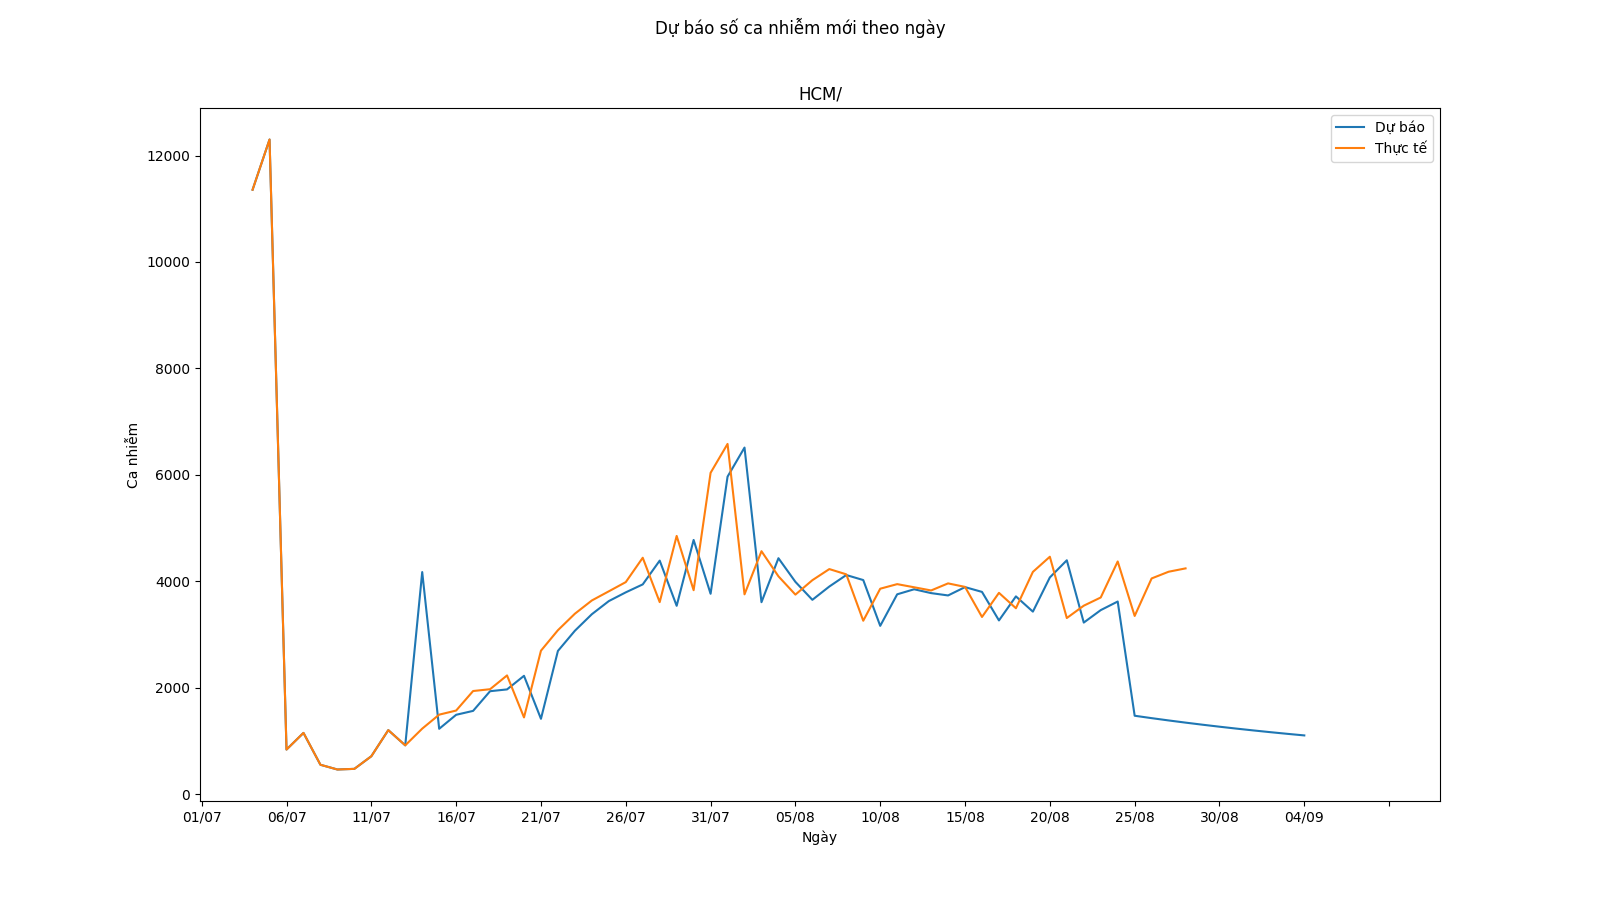 Dự báo số ca nhiễm mới theo ngày
HCM/
Dự báo
Thực tế
12000
10000
8000
6000
4000
2000
0
Ca nhiễm
01/07 06/07 11/07 16/07 21/07 26/07 31/07 05/08 10/08 15/08 20/08 25/08 30/08 04/09
Ngày